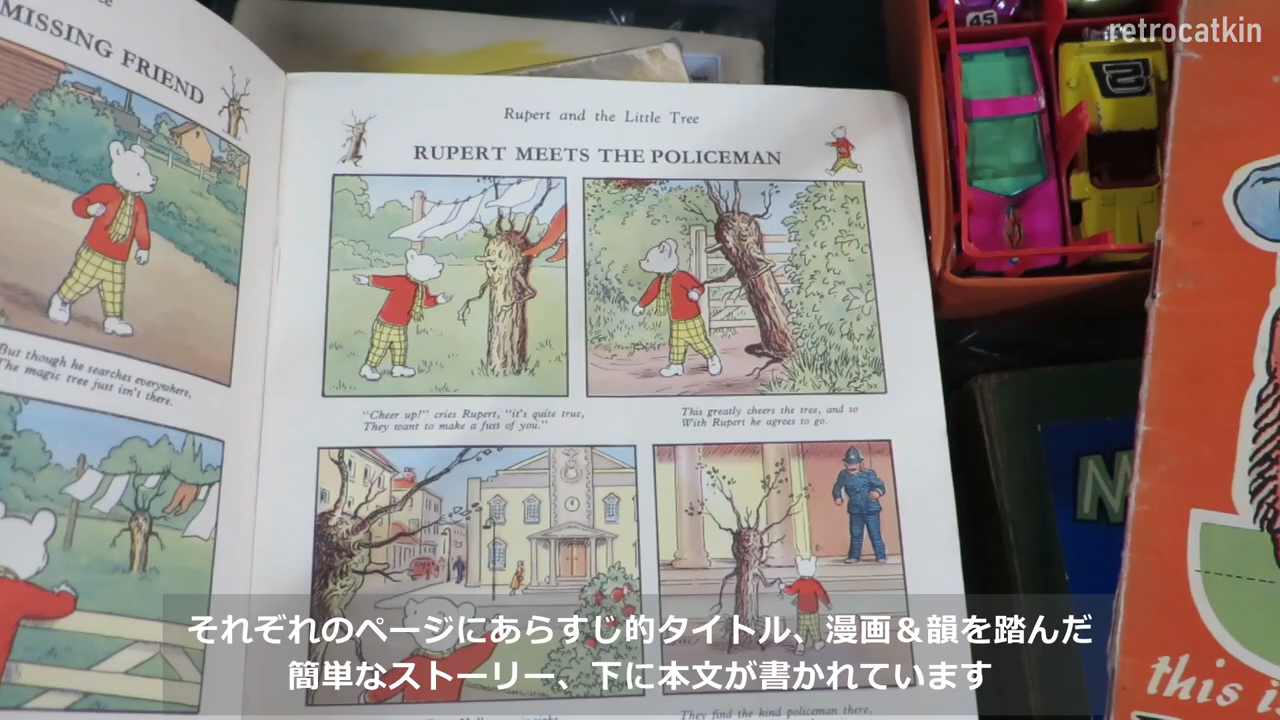 retrocatkin
45
2
MISSING FRIEND
But though he searches everywhere,
The magic tree just isn't there.
Rupert and the Little Tree
RUPERT MEETS THE POLICEMAN
"Cheer up!" cries Rupert, "it's quite true,
They want to make a fuss of you."
This greatly cheers the tree, and so
With Rupert he agrees to go.
They find the kind policeman there,
this is
それぞれのページにあらすじ的タイトル、漫画＆韻を踏んだ
簡単なストーリー、下に本文が書かれています